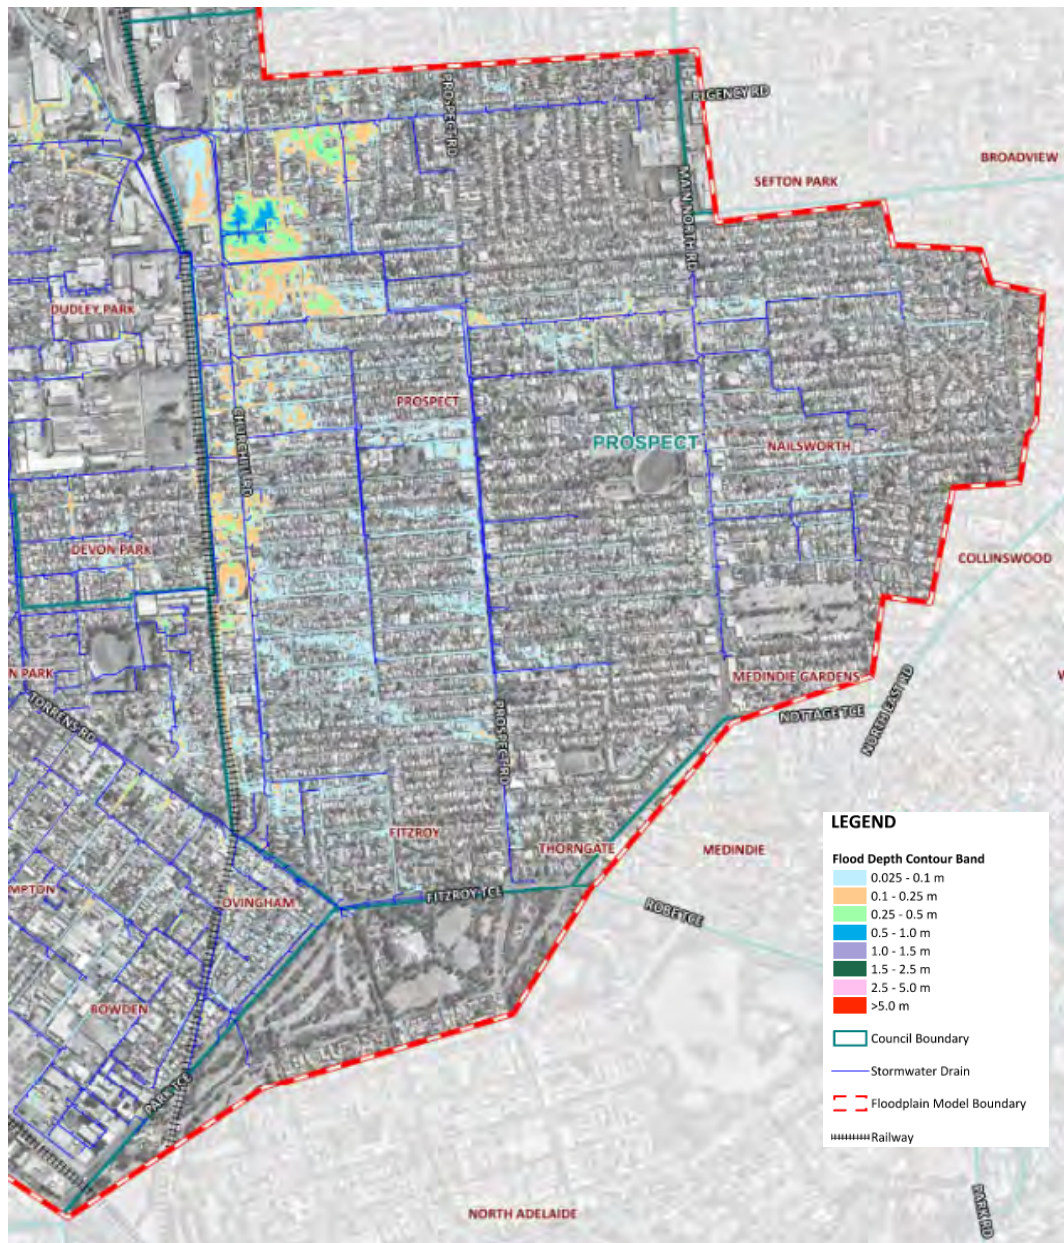 PROSPECT RD
REGENCY RD
BROADVIEW
SEFTON PARK
MAIN NORTH RD
DUDLEY PARK
PROSPECT
CHURCHILL RD
PROSPECT
NAILSWORTH
DEVON PARK
COLLINSWOOD
N PARK
MEDINDIE GARDENS
W
TORRENS RD
NOTTAGE TCE
NORTH EAST RD
PROSPECT RD
FITZROY
THORNGATE
MEDINDIE
MPTON
OVINGHAM
FITZROY TCE
ROBE TCE
BOWDEN
PARK TCE
NORTH ADELAIDE
PARK RD
LEGEND
Flood Depth Contour Band
0.025 - 0.1 m
0.1 - 0.25 m
0.25 - 0.5 m
0.5 - 1.0 m
1.0 - 1.5 m
1.5 - 2.5 m
2.5 - 5.0 m
>5.0 m
Council Boundary
Stormwater Drain
Floodplain Model Boundary
Railway